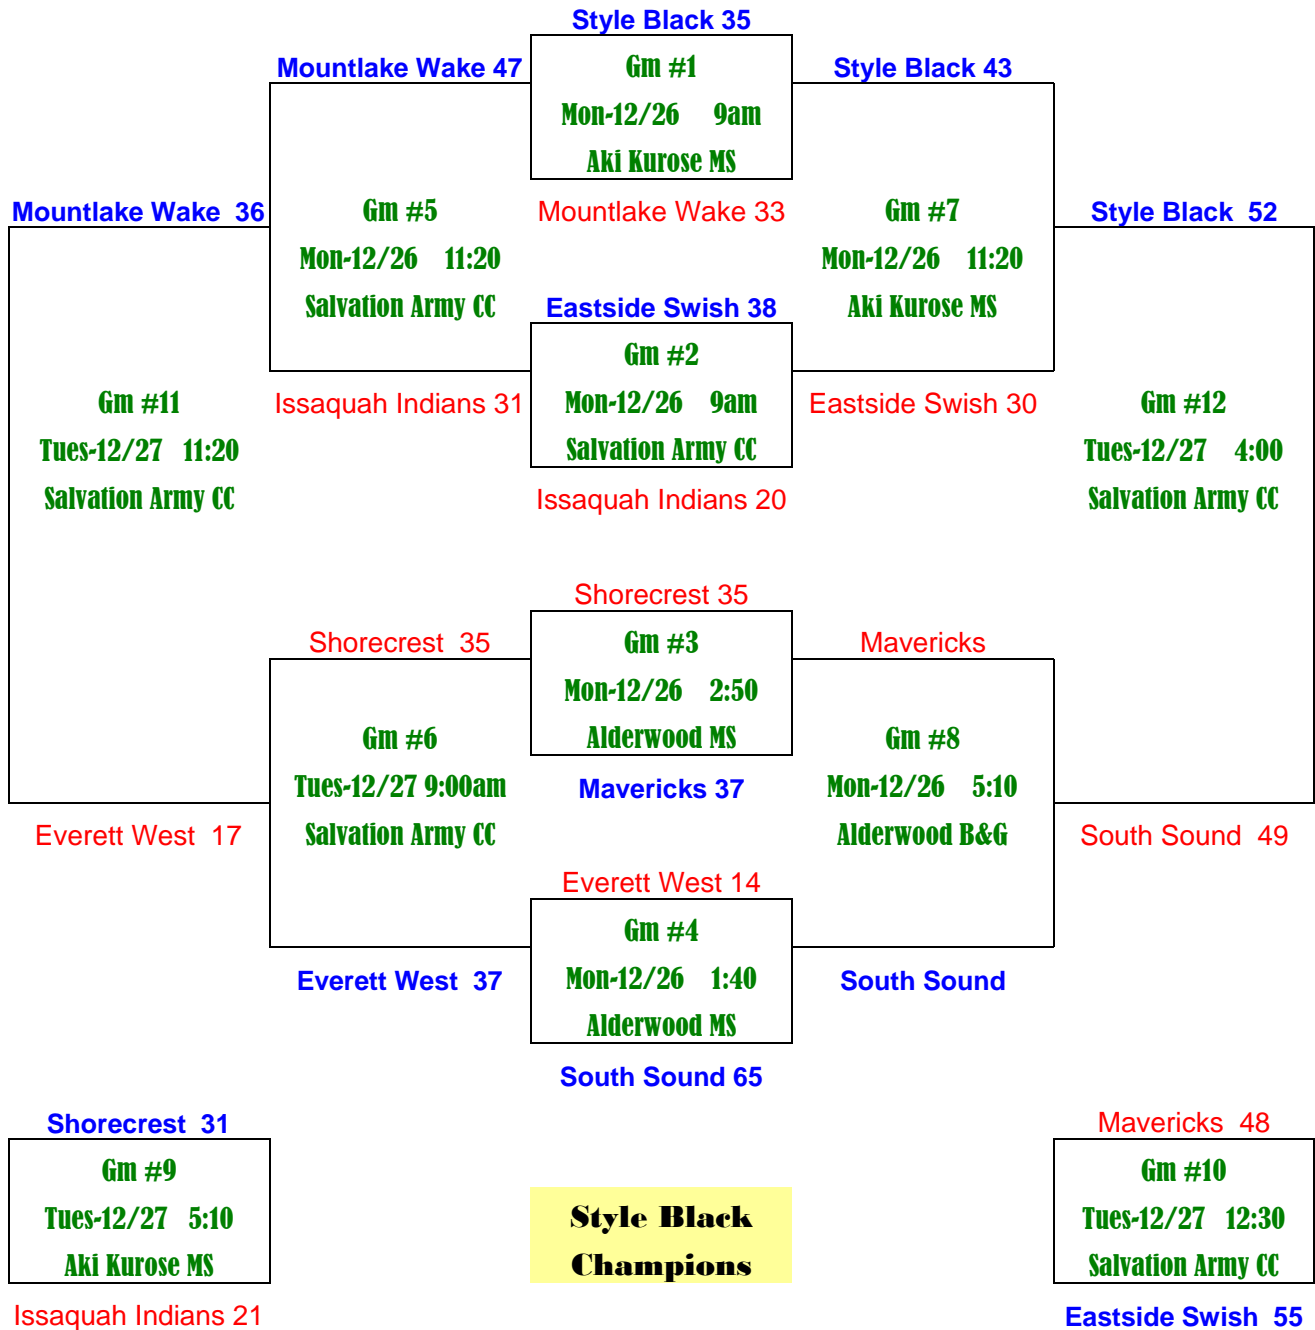 Style Black 35
Mountlake Wake 47
Gm #1
Style Black 43
Mon-12/26 9am
Aki Kurose MS
Mountlake Wake 36
Gm #5
Mountlake Wake 33
Gm #7
Style Black 52
Mon-12/26 11:20
Mon-12/26 11:20
Salvation Army CC
Eastside Swish 38
Aki Kurose MS
Gm #2
Gm #11
Issaquah Indians 31
Mon-12/26 9am
Eastside Swish 30
Gm #12
Tues-12/27 11:20
Salvation Army CC
Tues-12/27 4:00
Salvation Army CC
Issaquah Indians 20
Salvation Army CC
Shorecrest 35
Shorecrest 35
Gm #3
Mavericks
Mon-12/26 2:50
Gm #6
Alderwood MS
Gm #8
Tues-12/27 9:00am
Mavericks 37
Mon-12/26 5:10
Everett West 17
Salvation Army CC
Alderwood B&G
South Sound 49
Everett West 14
Gm #4
Everett West 37
Mon-12/26 1:40
South Sound
Alderwood MS
South Sound 65
Shorecrest 31
Mavericks 48
Gm #9
Gm #10
Tues-12/27 5:10
Style Black
Tues-12/27 12:30
Aki Kurose MS
Champions
Salvation Army CC
Issaquah Indians 21
Eastside Swish 55